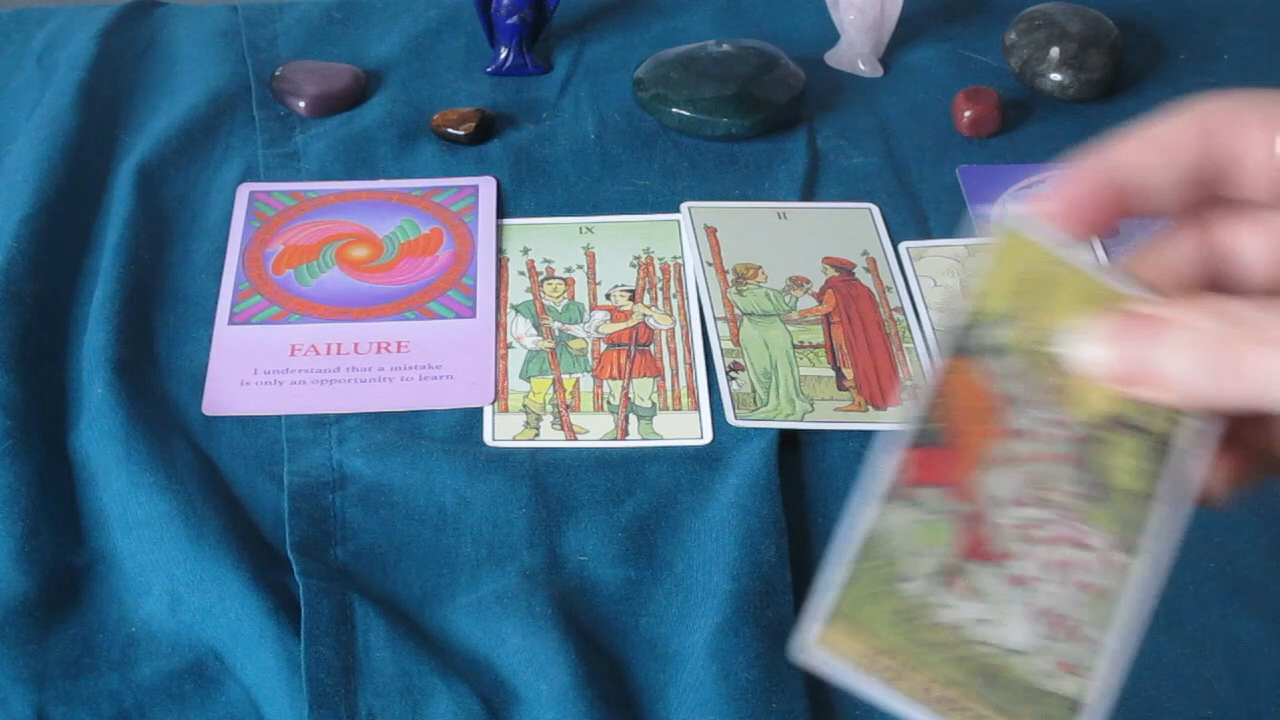 FAILURE
I understand that a mistake
is only an opportunity to learn
IX
II